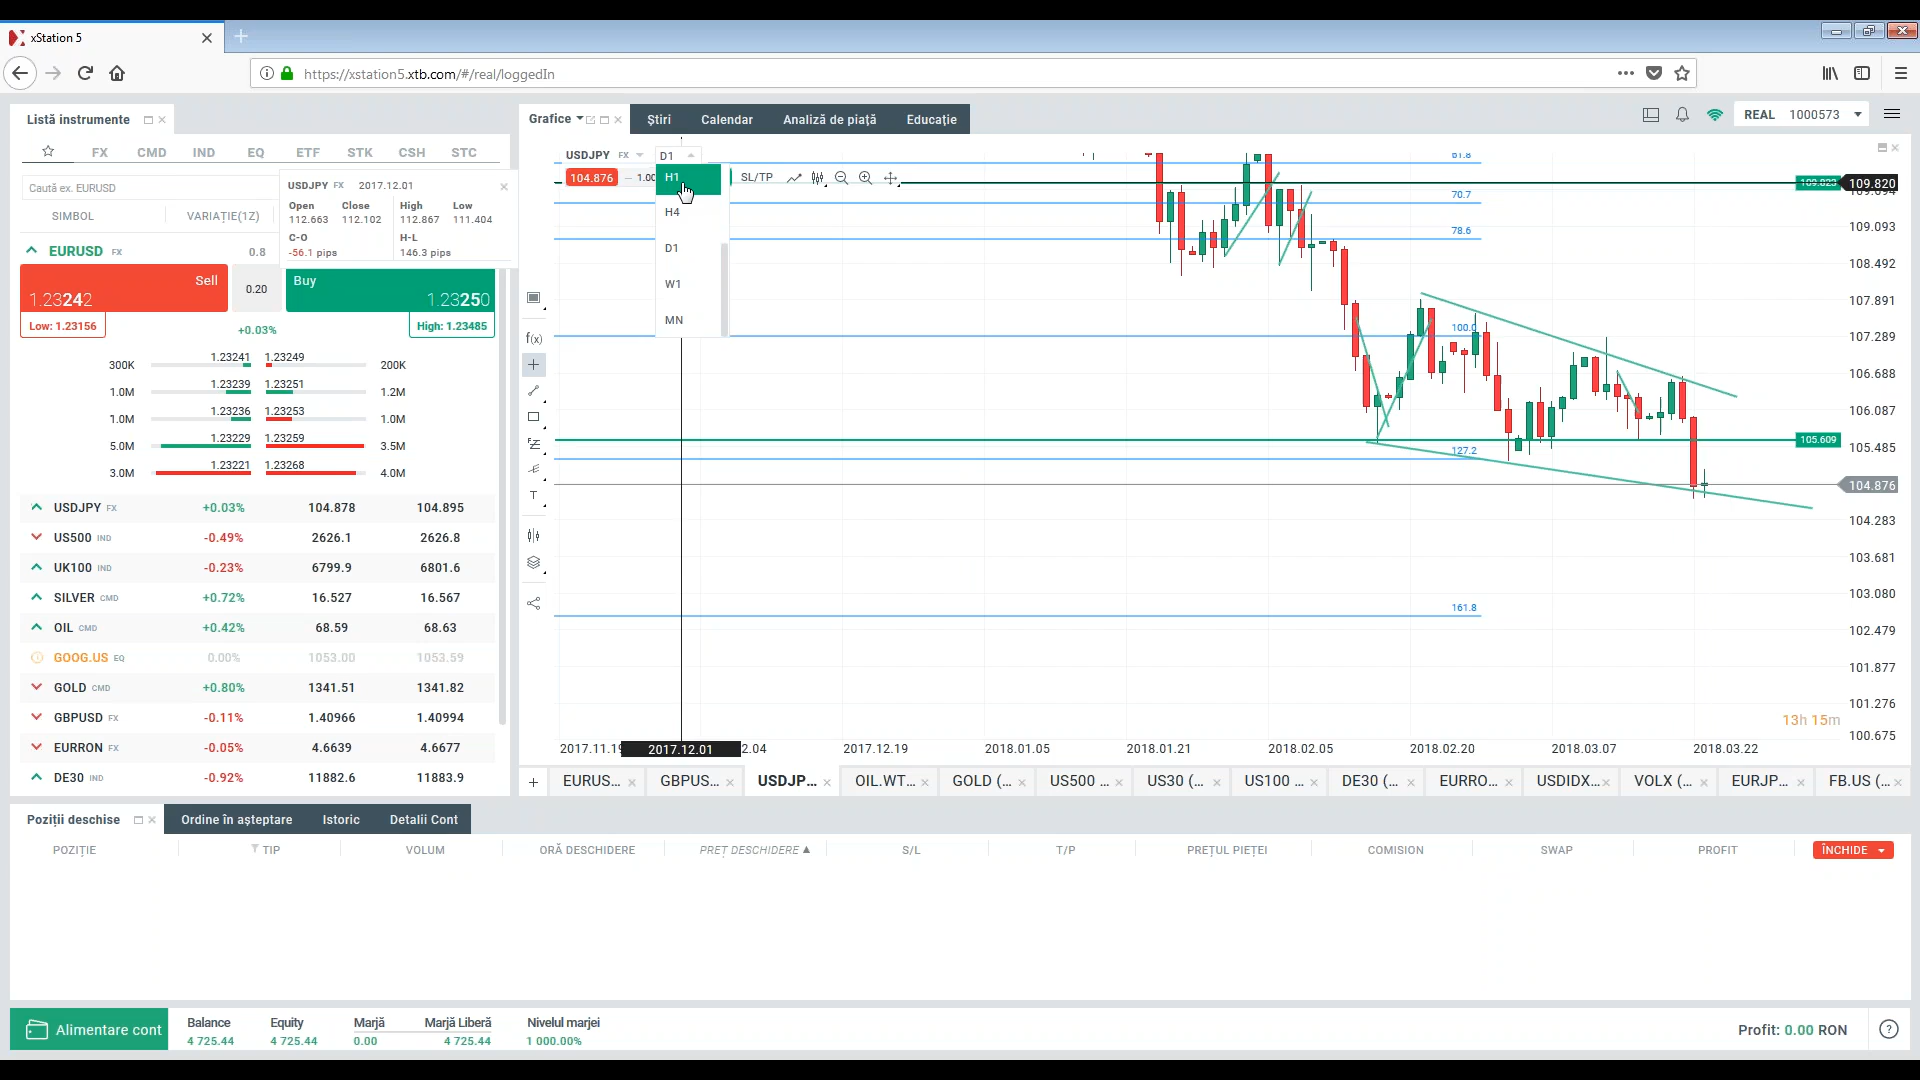 xStation 5
https://xstation5.xtb.com/#/real/loggedIn
Listă instrumente
FX CMD IND EQ ETF STK CSH STC
Caută ex. EURUSD
SIMBOL VARIAȚIE(1Z)
USDJPY FX 2017.12.01
Open Close High Low
112.663 112.102 112.867 111.404
C-O H-L
-56.1 pips 146.3 pips
EURUSD FX 0.8
Sell 1.23242
0.20
Buy 1.23250
Low: 1.23156
+0.03%
High: 1.23485
300K 1.23241 1.23249 200K
1.0M 1.23239 1.23251 1.2M
1.0M 1.23236 1.23253 1.0M
5.0M 1.23229 1.23259 3.5M
3.0M 1.23221 1.23268 4.0M
USDJPY FX +0.03% 104.878 104.895
US500 IND -0.49% 2626.1 2626.8
UK100 IND -0.23% 6799.9 6801.6
SILVER CMD +0.72% 16.527 16.567
OIL CMD +0.42% 68.59 68.63
GOOG.US EQ 0.00% 1053.00 1053.59
GOLD CMD +0.80% 1341.51 1341.82
GBPUSD FX -0.11% 1.40966 1.40994
EURRON FX -0.05% 4.6639 4.6677
DE30 IND -0.92% 11882.6 11883.9
Grafice Știri Calendar Analiză de piață Educație
REAL 1000573
USDJPY FX D1
104.876 1.00 SL/TP
H1
H4
D1
W1
MN
f(x)
T
61.8
70.7
78.6
100.0
127.2
161.8
109.820
109.093
108.492
107.891
107.289
106.688
106.087
105.609
105.485
104.876
104.283
103.681
103.080
102.479
101.877
101.276
100.675
13h 15m
2017.11.19 2017.12.01 2.04 2017.12.19 2018.01.05 2018.01.21 2018.02.05 2018.02.20 2018.03.07 2018.03.22
+ EURUS... GBPUS... USDJP... OIL.WT... GOLD (... US500 ... US30 (... US100 ... DE30 (... EURRO... USDIDX... VOLX (... EURJP... FB.US (...
Poziții deschise Ordine în așteptare Istoric Detalii Cont
POZIȚIE TIP VOLUM ORĂ DESCHIDERE PREȚ DESCHIDERE S/L T/P PREȚUL PIEȚEI COMISION SWAP PROFIT ÎNCHIDE
Alimentare cont
Balance Equity Marjă Marjă Liberă Nivelul marjei
4 725.44 4 725.44 0.00 4 725.44 1 000.00%
Profit: 0.00 RON
?